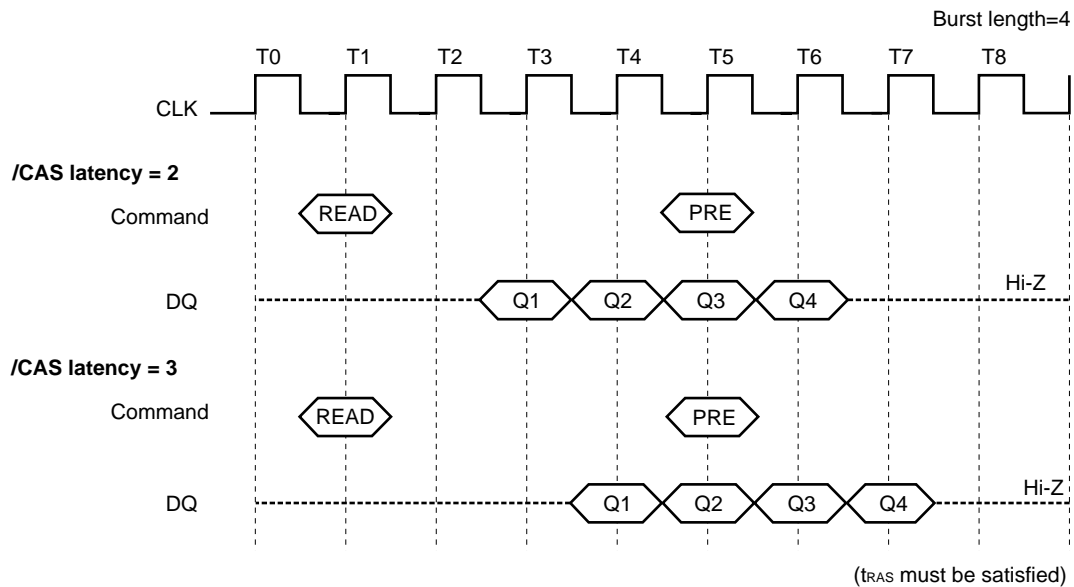 Burst length=4
T0 T1 T2 T3 T4 T5 T6 T7 T8
CLK
/CAS latency = 2
Command READ PRE
DQ Q1 Q2 Q3 Q4 Hi-Z
/CAS latency = 3
Command READ PRE
DQ Q1 Q2 Q3 Q4 Hi-Z
(tRAS must be satisfied)